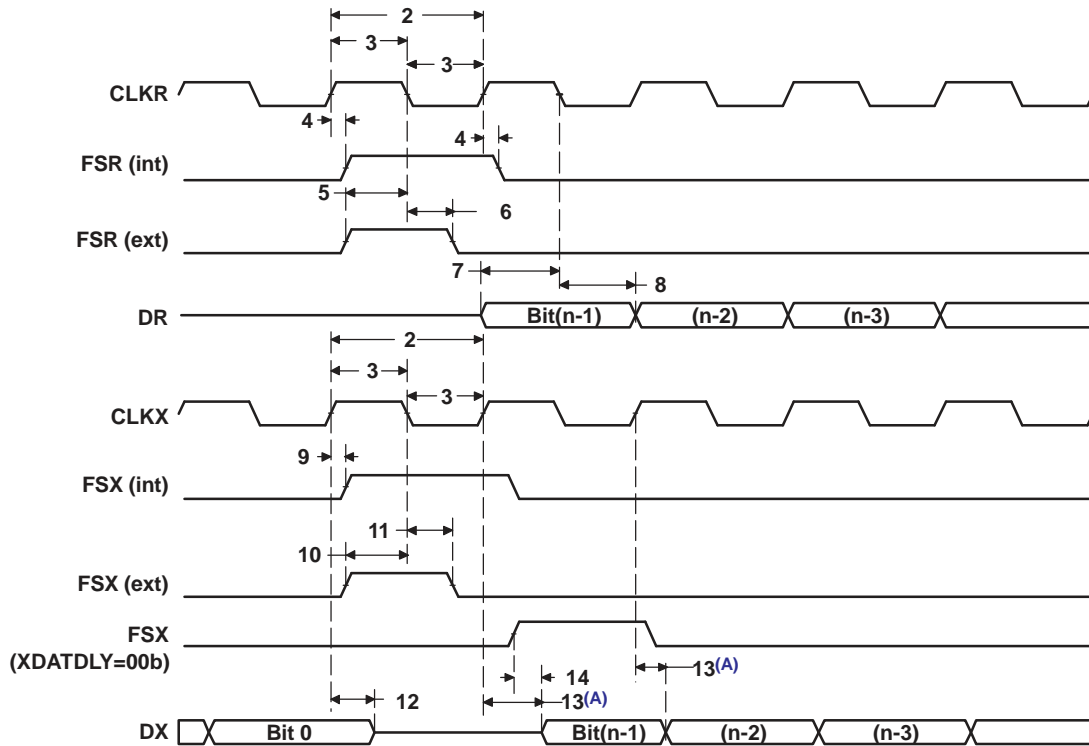 2
3
3
CLKR
4
4
FSR (int)
5
6
FSR (ext)
7
8
DR
Bit(n-1)
(n-2)
(n-3)
2
3
3
CLKX
9
FSX (int)
11
10
FSX (ext)
FSX
(XDATDLY=00b)
14
13(A)
12
13(A)
DX
Bit 0
Bit(n-1)
(n-2)
(n-3)